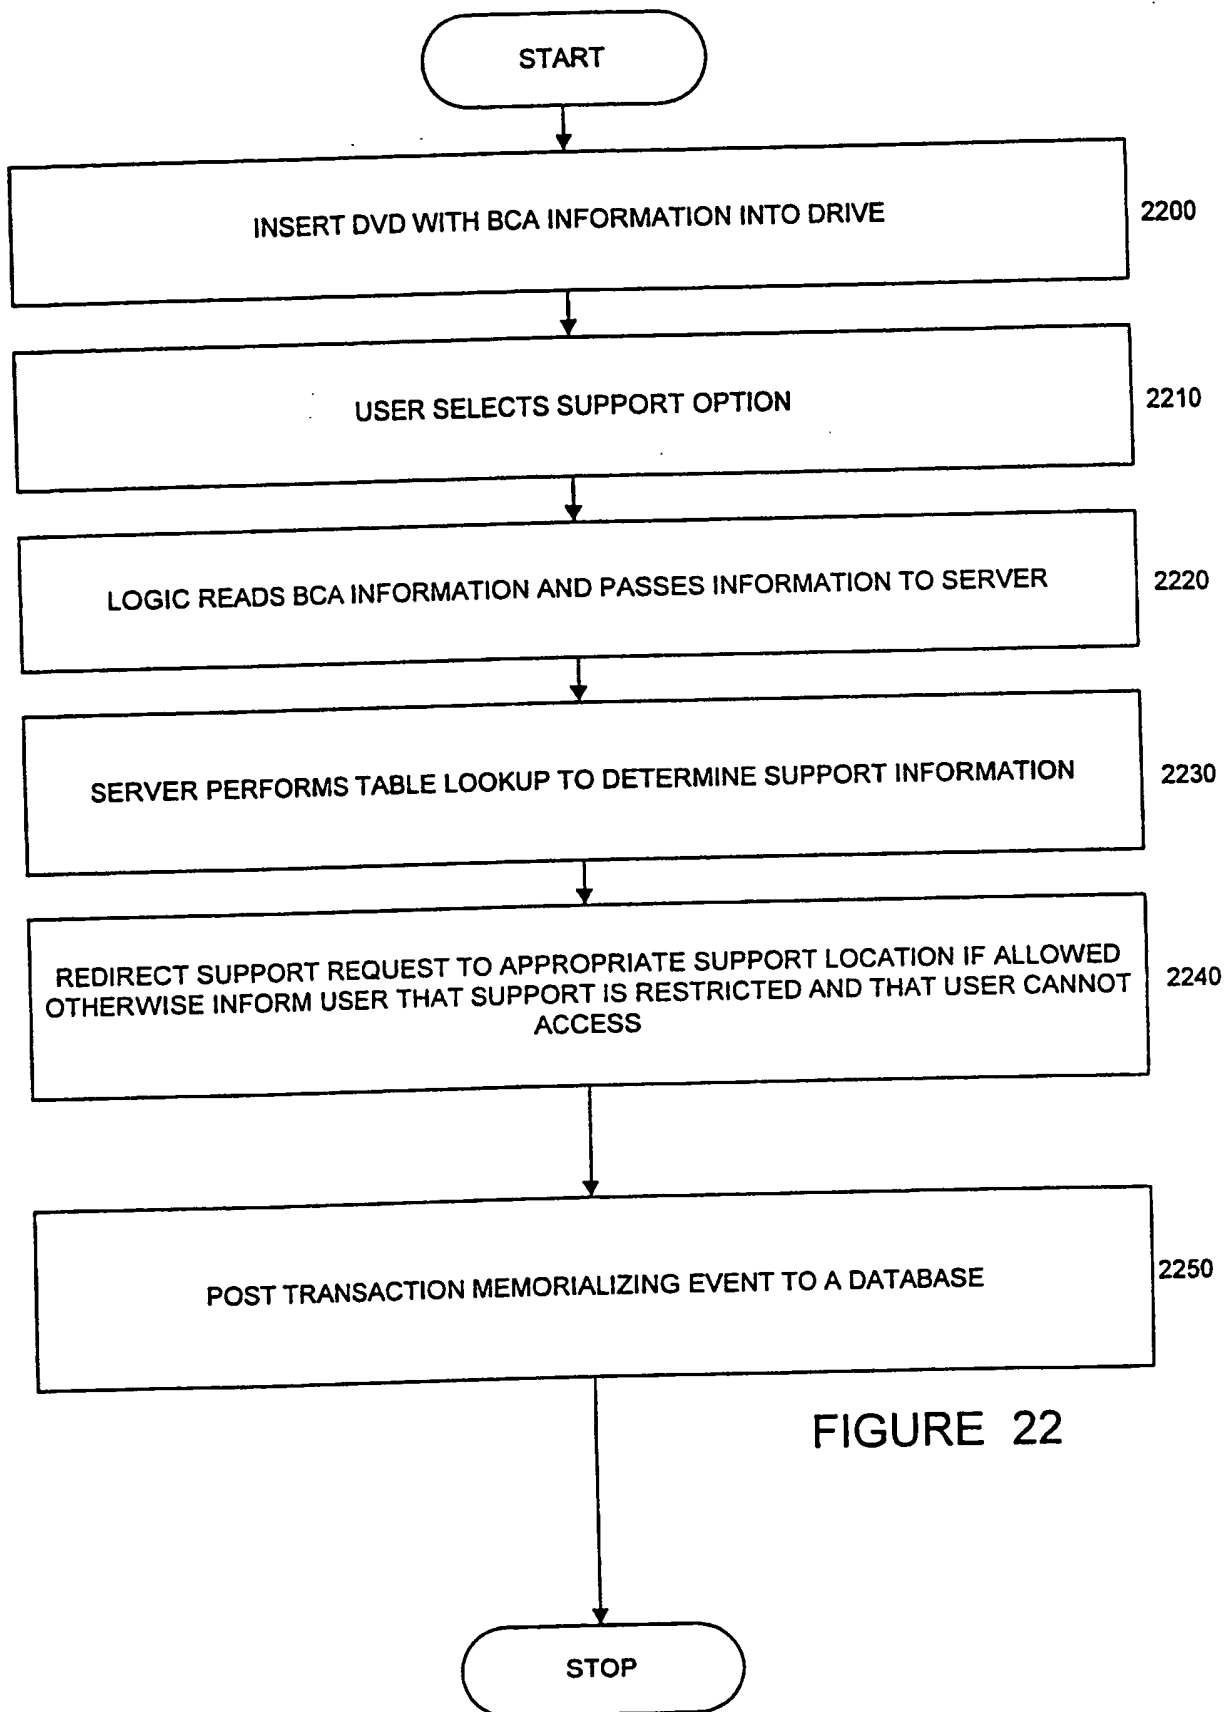 START
INSERT DVD WITH BCA INFORMATION INTO DRIVE
2200
USER SELECTS SUPPORT OPTION
2210
LOGIC READS BCA INFORMATION AND PASSES INFORMATION TO SERVER
2220
SERVER PERFORMS TABLE LOOKUP TO DETERMINE SUPPORT INFORMATION
2230
REDIRECT SUPPORT REQUEST TO APPROPRIATE SUPPORT LOCATION IF ALLOWED
OTHERWISE INFORM USER THAT SUPPORT IS RESTRICTED AND THAT USER CANNOT
ACCESS
2240
POST TRANSACTION MEMORIALIZING EVENT TO A DATABASE
2250
FIGURE 22
STOP